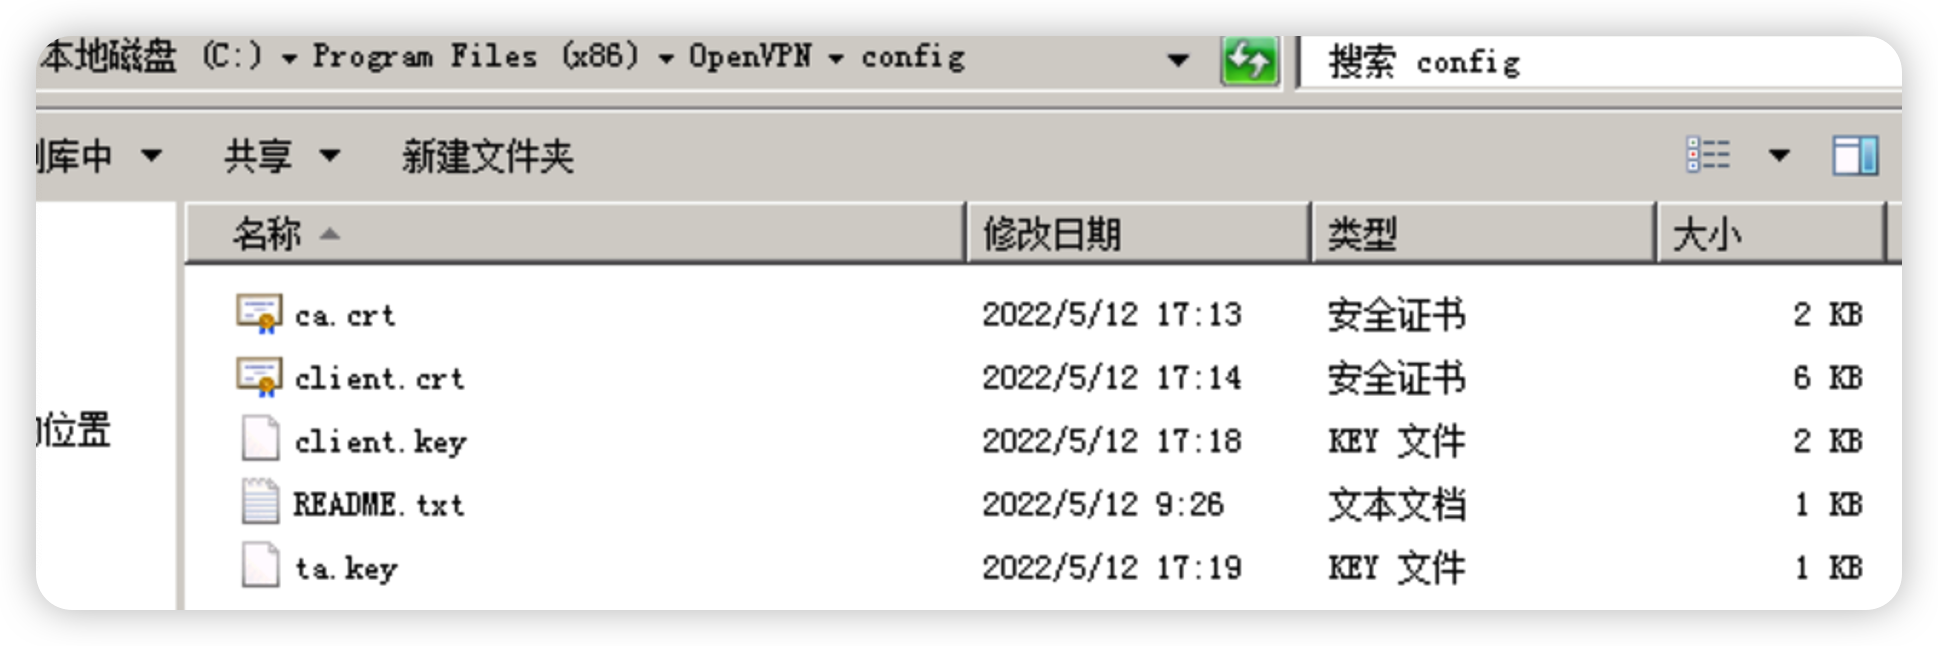 本地磁盘 (C:) Program Files (x86) OpenVPN config 搜索 config
库中 共享 新建文件夹
名称 修改日期 类型 大小
ca.crt 2022/5/12 17:13 安全证书 2 KB
client.crt 2022/5/12 17:14 安全证书 6 KB
位置
client.key 2022/5/12 17:18 KEY 文件 2 KB
README.txt 2022/5/12 9:26 文本文档 1 KB
ta.key 2022/5/12 17:19 KEY 文件 1 KB